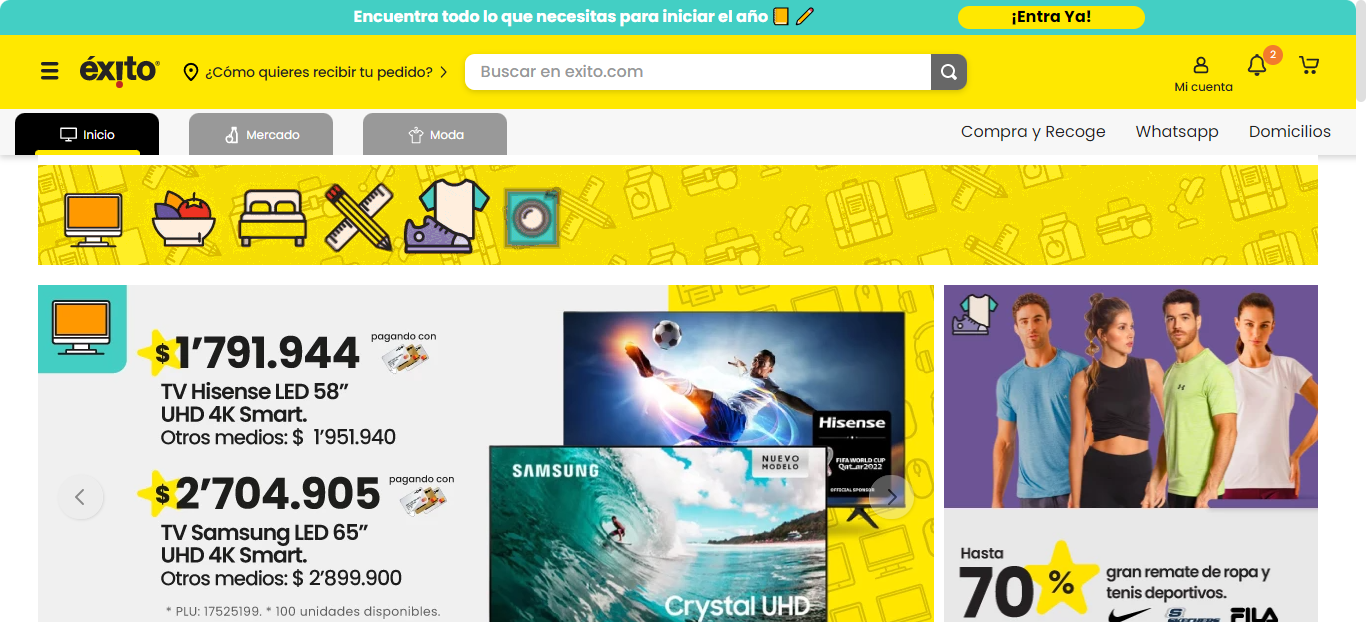 Encuentra todo lo que necesitas para iniciar el año
¡Entra Ya!
éxito
¿Cómo quieres recibir tu pedido?
Buscar en exito.com
Mi cuenta
2
Inicio
Mercado
Moda
Compra y Recoge
Whatsapp
Domicilios
$1’791.944
pagando con
TV Hisense LED 58”
UHD 4K Smart.
Otros medios: $ 1’951.940
$2’704.905
pagando con
TV Samsung LED 65”
UHD 4K Smart.
Otros medios: $ 2’899.900
* PLU: 17525199. * 100 unidades disponibles.
Hisense
FIFA WORLD CUP
Qatar2022
OFFICIAL SPONSOR
SAMSUNG
NUEVO
MODELO
Crystal UHD
Hasta
70%
gran remate de ropa y
tenis deportivos.
SKECHERS
FILA